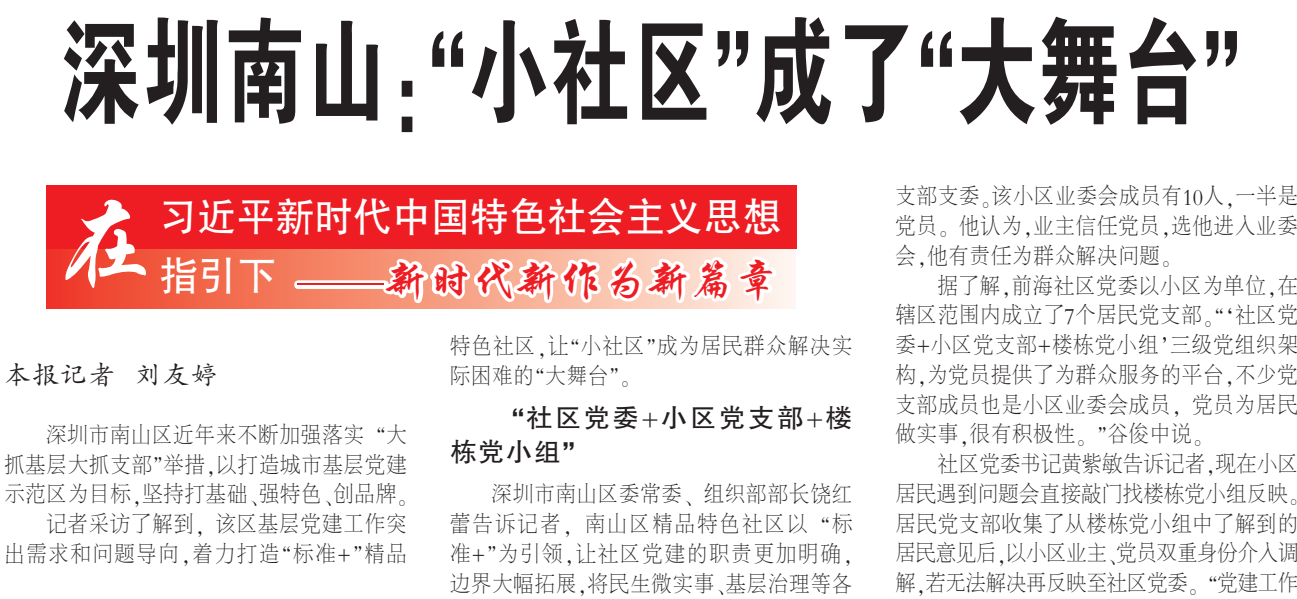 深圳南山：“小社区”成了“大舞台”
在
习近平新时代中国特色社会主义思想
指引下 ——新时代新作为新篇章
本报记者 刘友婷
深圳市南山区近年来不断加强落实“大
抓基层大抓支部”举措，以打造城市基层党建
示范区为目标，坚持打基础、强特色、创品牌。
记者采访了解到，该区基层党建工作突
出需求和问题导向，着力打造“标准+”精品
特色社区，让“小社区”成为居民群众解决实
际困难的“大舞台”。
“社区党委+小区党支部+楼
栋党小组”
深圳市南山区委常委、组织部部长饶红
蕾告诉记者，南山区精品特色社区以“标
准+”为引领，让社区党建的职责更加明确，
边界大幅拓展，将民生微实事、基层治理等各
支部支委。该小区业委会成员有10人，一半是
党员。他认为，业主信任党员，选他进入业委
会，他有责任为群众解决问题。
据了解，前海社区党委以小区为单位，在
辖区范围内成立了7个居民党支部。“‘社区党
委+小区党支部+楼栋党小组’三级党组织架
构，为党员提供了为群众服务的平台，不少党
支部成员也是小区业委会成员，党员为居民
做实事，很有积极性。”谷俊中说。
社区党委书记黄紫敏告诉记者，现在小区
居民遇到问题会直接敲门找楼栋党小组反映。
居民党支部收集了从楼栋党小组中了解到的
居民意见后，以小区业主、党员双重身份介入调
解，若无法解决再反映至社区党委。“党建工作